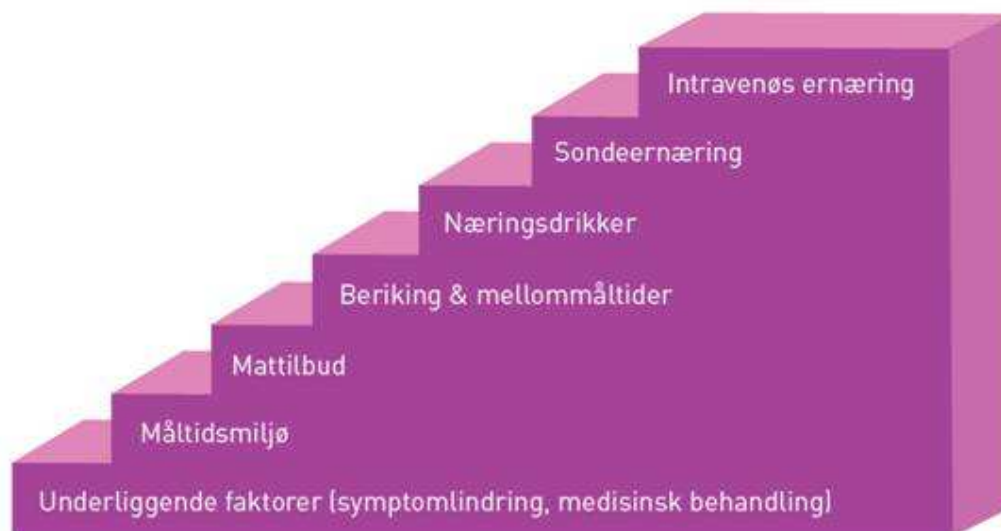 Intravenøs ernæring
Sondeernæring
Næringsdrikker
Beriking & mellommåltider
Mattilbud
Måltidsmiljø
Underliggende faktorer (symptomlindring, medisinsk behandling)